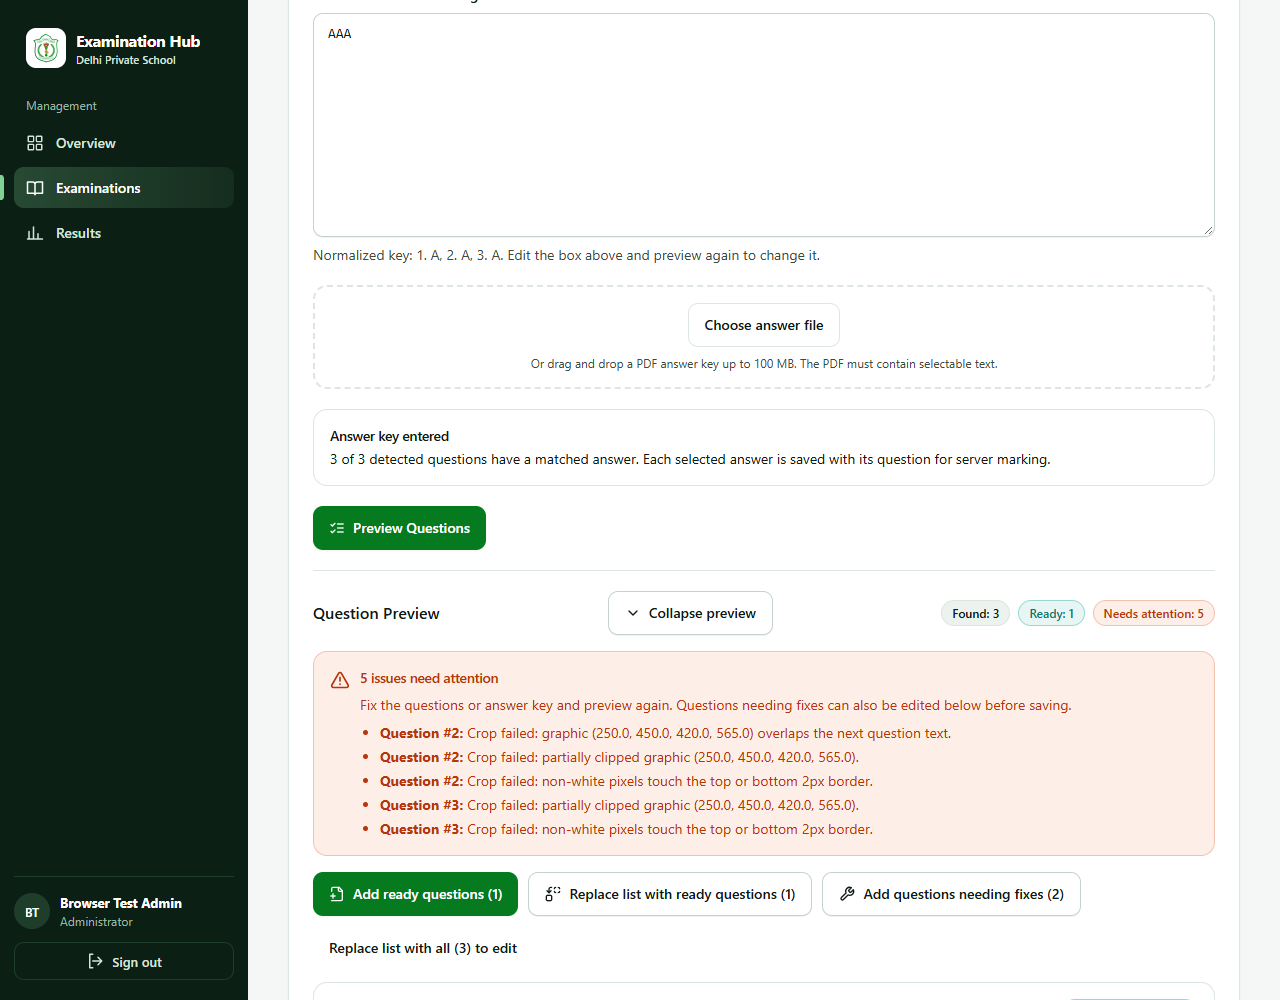 Examination Hub
Delhi Private School
Management
Overview
Examinations
Results
Browser Test Admin
BT
Administrator
Sign out
AAA
Normalized key: 1. A, 2. A, 3. A. Edit the box above and preview again to change it.
Choose answer file
Or drag and drop a PDF answer key up to 100 MB. The PDF must contain selectable text.
Answer key entered
3 of 3 detected questions have a matched answer. Each selected answer is saved with its question for server marking.
Preview Questions
Question Preview
Collapse preview
Found: 3
Ready: 1
Needs attention: 5
5 issues need attention
Fix the questions or answer key and preview again. Questions needing fixes can also be edited below before saving.
• Question #2: Crop failed: graphic (250.0, 450.0, 420.0, 565.0) overlaps the next question text.
• Question #2: Crop failed: partially clipped graphic (250.0, 450.0, 420.0, 565.0).
• Question #2: Crop failed: non-white pixels touch the top or bottom 2px border.
• Question #3: Crop failed: partially clipped graphic (250.0, 450.0, 420.0, 565.0).
• Question #3: Crop failed: non-white pixels touch the top or bottom 2px border.
Add ready questions (1)
Replace list with ready questions (1)
Add questions needing fixes (2)
Replace list with all (3) to edit